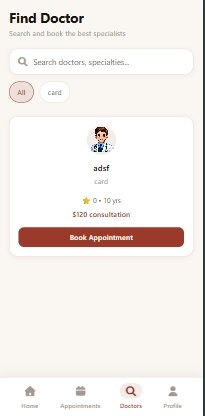 Find Doctor
Search and book the best specialists
Search doctors, specialties...
All
card
adsf
card
0 • 10 yrs
$120 consultation
Book Appointment
Home
Appointments
Doctors
Profile